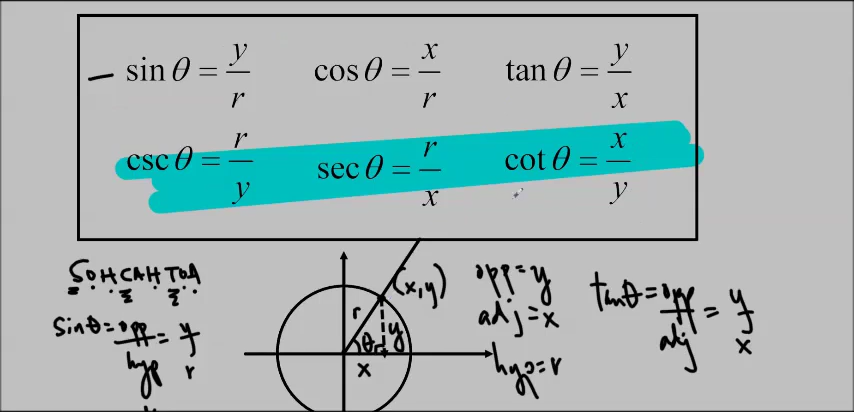 sin θ = y/r   cos θ = x/r   tan θ = y/x
csc θ = r/y   sec θ = r/x   cot θ = x/y
SOHCAHTOA
sinθ = opp/hyp = y/r
(x,y)
r
y
θ
x
opp = y
adj = x
hyp = r
tanθ = opp/adj = y/x